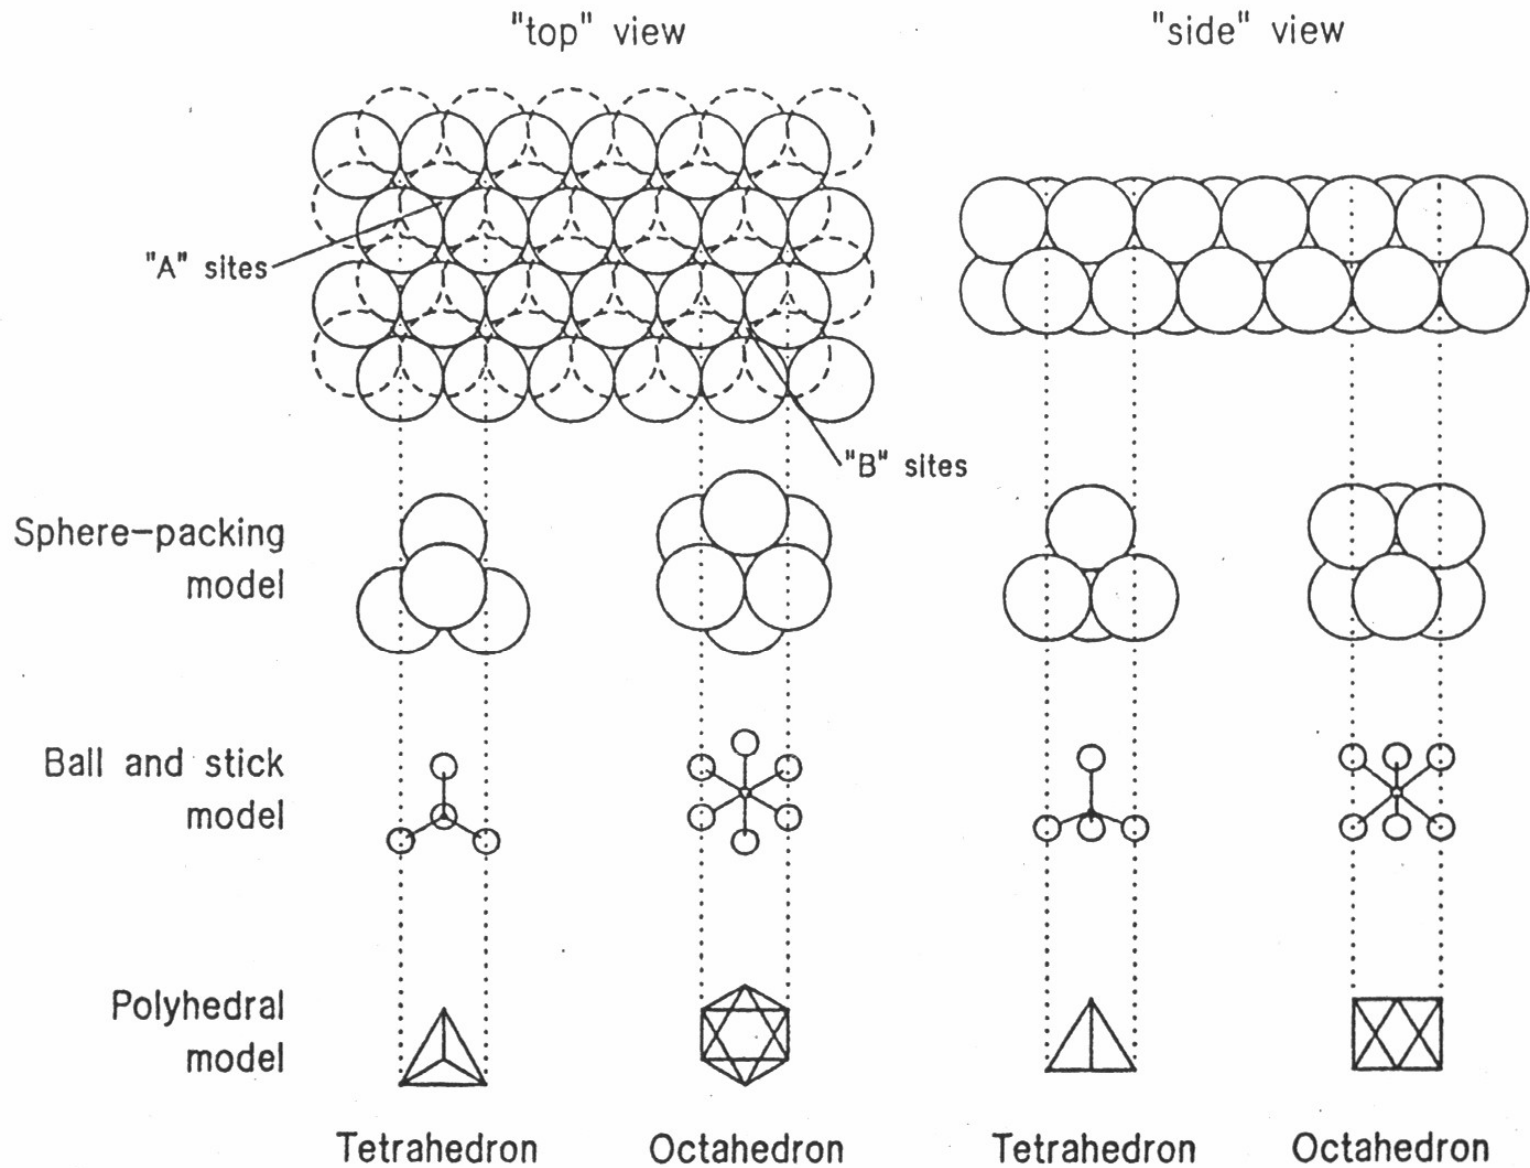 "top" view
"side" view
"A" sites
"B" sites
Sphere-packing
model
Ball and stick
model
Polyhedral
model
Tetrahedron
Octahedron
Tetrahedron
Octahedron